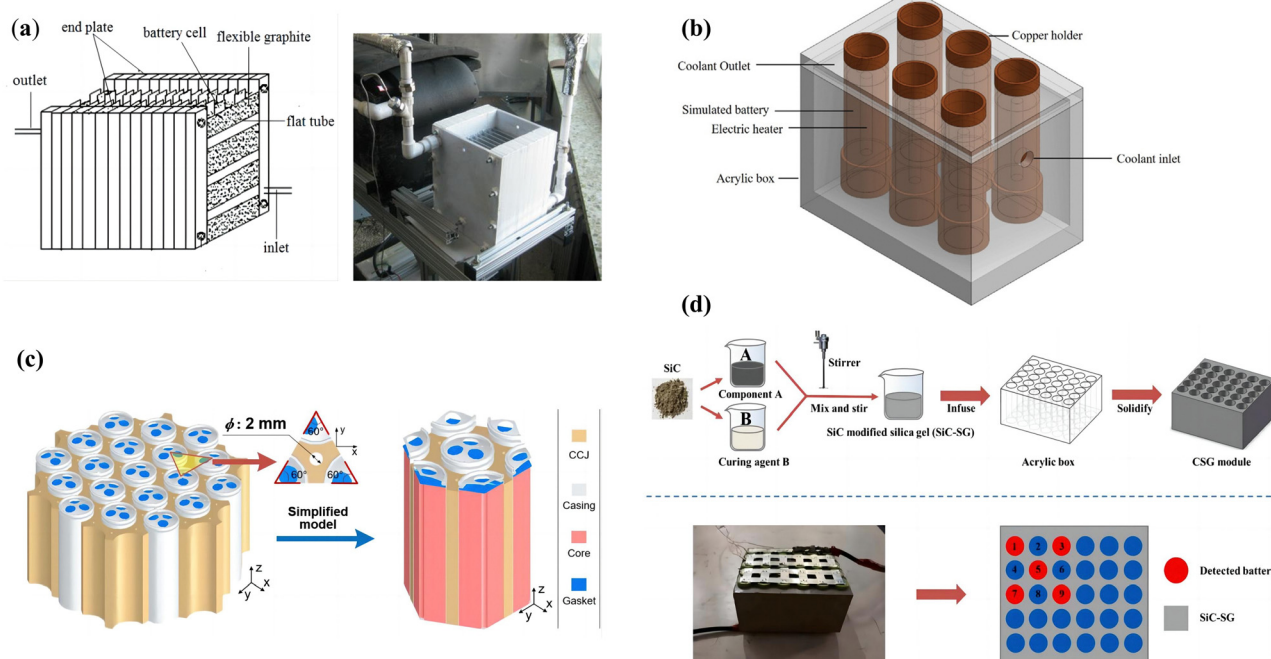 (a)
end plate
battery cell
flexible graphite
outlet
flat tube
inlet
(b)
Copper holder
Coolant Outlet
Simulated battery
Electric heater
Coolant inlet
Acrylic box
(c)
ϕ: 2 mm
60°
60°
60°
y
x
Simplified
model
z
y
x
z
y
x
CCJ
Casing
Core
Gasket
(d)
SiC
A
Component A
B
Curing agent B
Stirrer
Mix and stir
SiC modified silica gel (SiC-SG)
Infuse
Acrylic box
Solidify
CSG module
1 2 3
4 5 6
7 8 9
Detected batter
SiC-SG